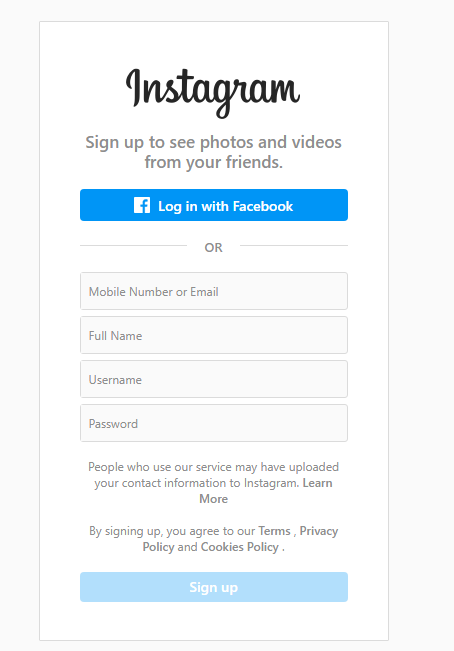 Instagram
Sign up to see photos and videos
from your friends.
Log in with Facebook
OR
Mobile Number or Email
Full Name
Username
Password
People who use our service may have uploaded
your contact information to Instagram. Learn
More
By signing up, you agree to our Terms , Privacy
Policy and Cookies Policy .
Sign up